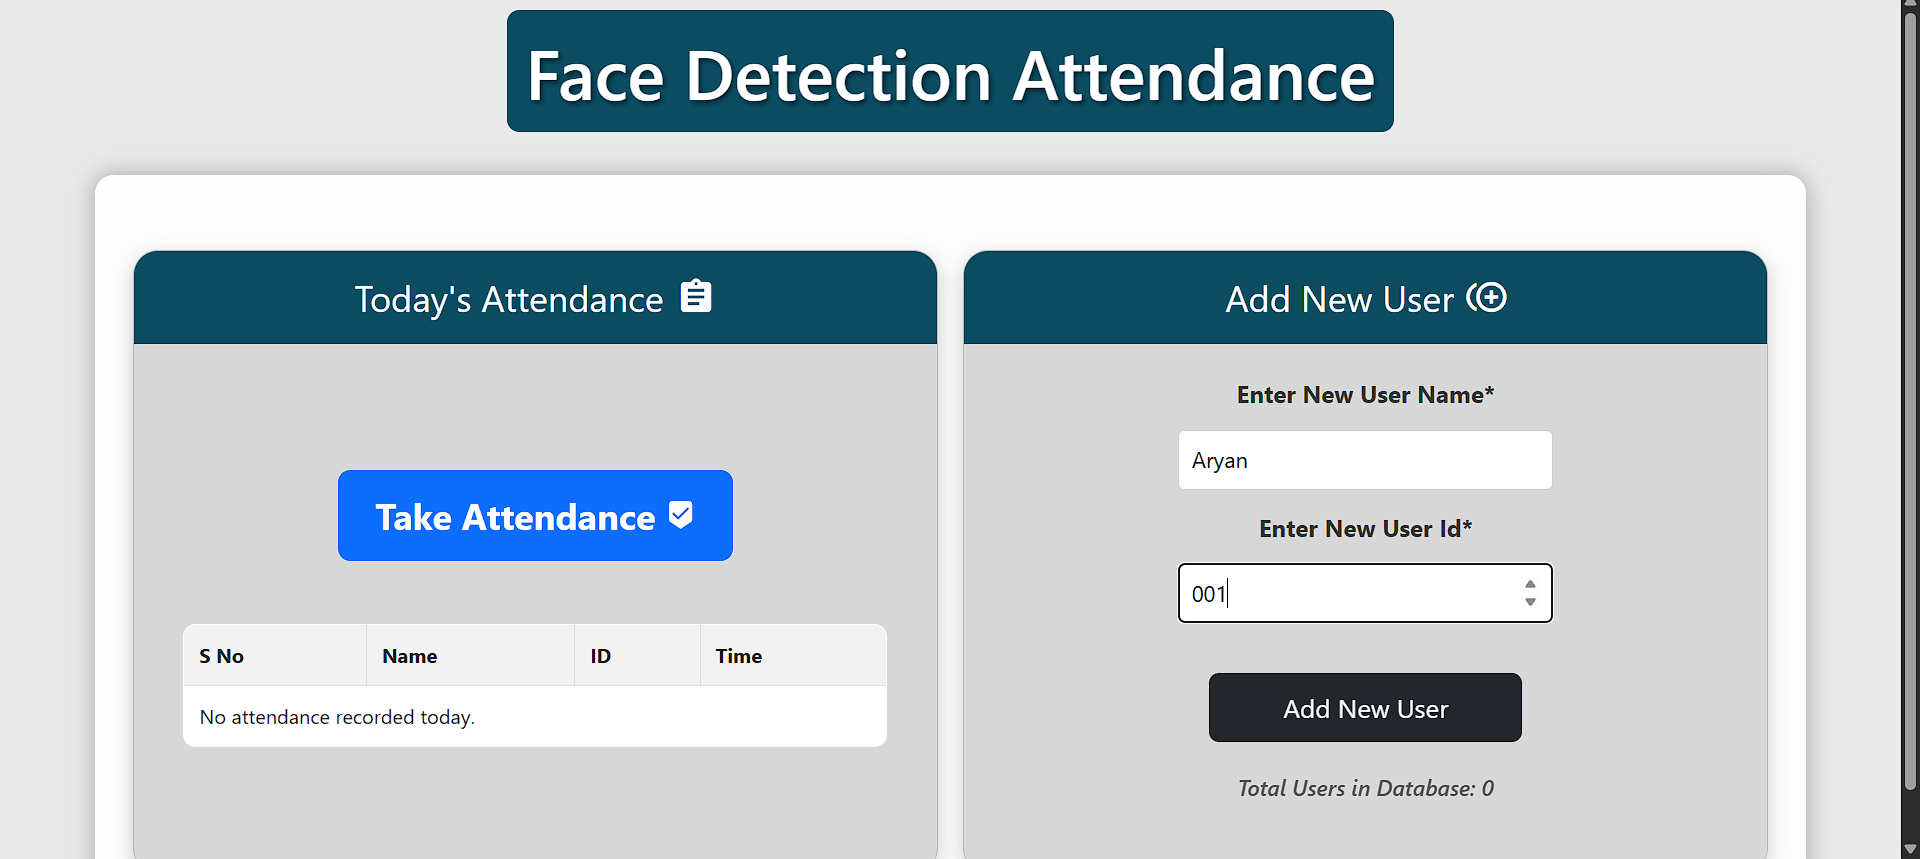 Face Detection Attendance
Today's Attendance
Take Attendance
S No Name ID Time
No attendance recorded today.
Add New User
Enter New User Name*
Aryan
Enter New User Id*
001
Add New User
Total Users in Database: 0